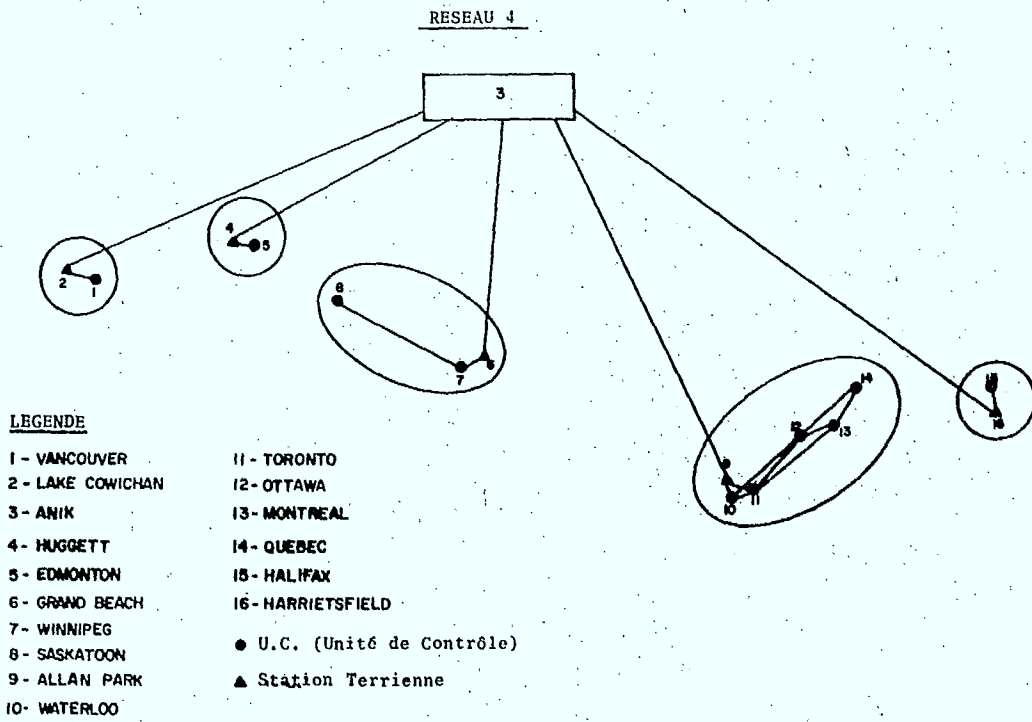 RESEAU 4
3
4
5
2
1
8
7
6
14
12
13
9
10
11
15
16
LEGENDE
1 - VANCOUVER
2 - LAKE COWICHAN
3 - ANIK
4 - HUGGETT
5 - EDMONTON
6 - GRAND BEACH
7 - WINNIPEG
8 - SASKATOON
9 - ALLAN PARK
10- WATERLOO
11 - TORONTO
12- OTTAWA
13- MONTREAL
14- QUEBEC
15- HALIFAX
16- HARRIETSFIELD
● U.C. (Unité de Contrôle)
▲ Station Terrienne